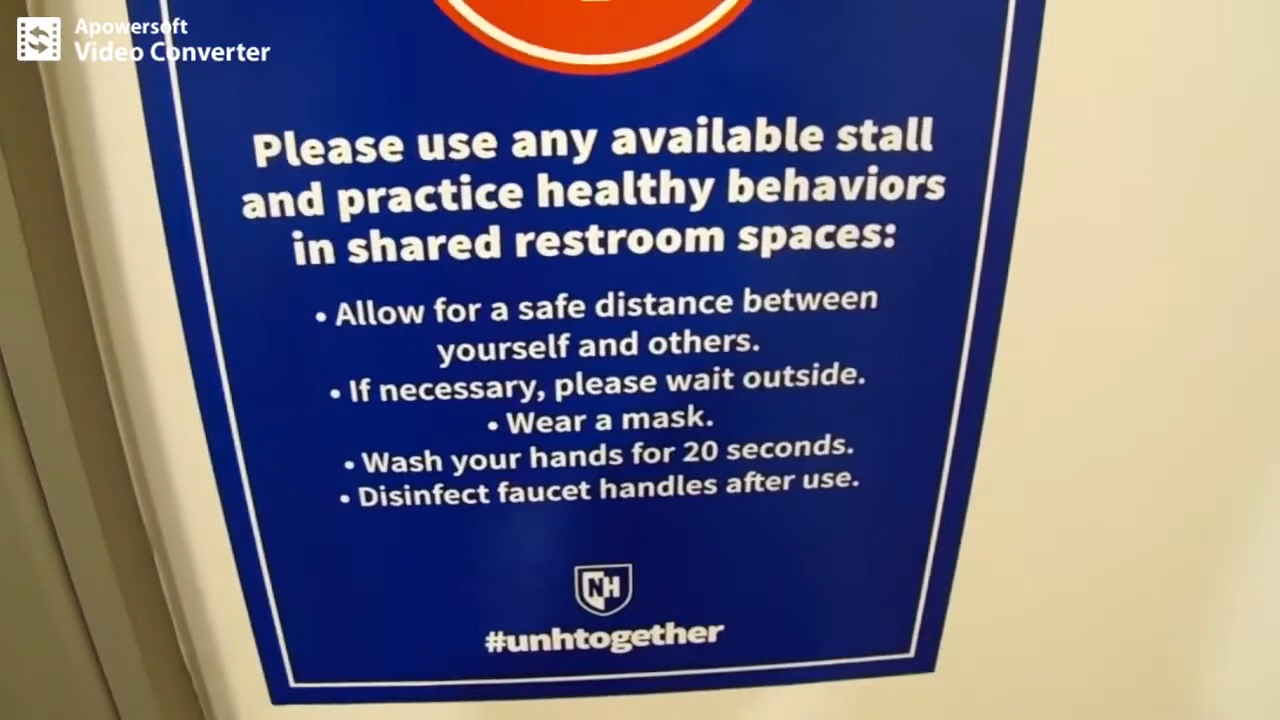 Apowersoft
Video Converter
Please use any available stall
and practice healthy behaviors
in shared restroom spaces:
• Allow for a safe distance between
yourself and others.
• If necessary, please wait outside.
• Wear a mask.
• Wash your hands for 20 seconds.
• Disinfect faucet handles after use.
NH
#unhtogether